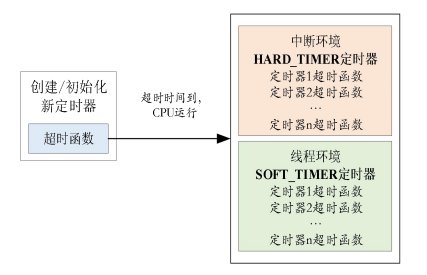 创建/初始化
新定时器
超时函数
超时时间到,
CPU运行
中断环境
HARD_TIMER定时器
定时器1超时函数
定时器2超时函数
…
定时器n超时函数
线程环境
SOFT_TIMER定时器
定时器1超时函数
定时器2超时函数
…
定时器n超时函数